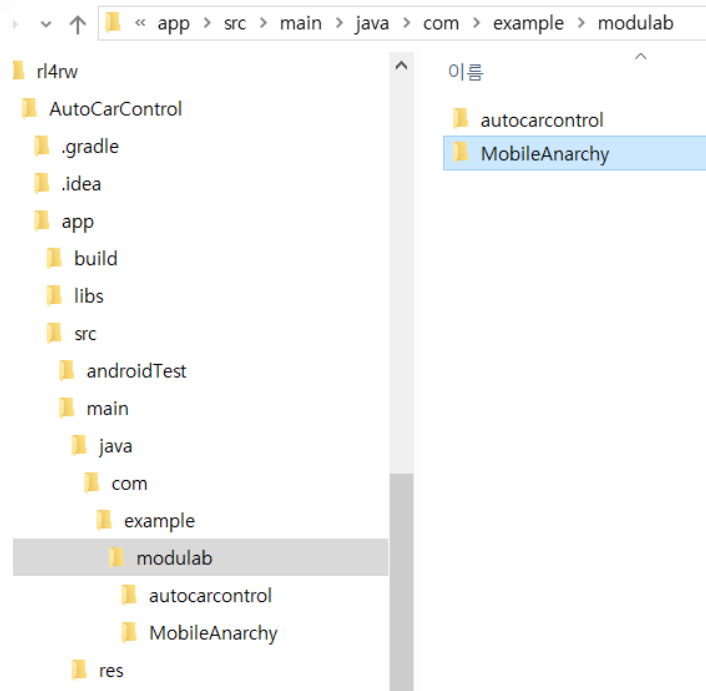 « app > src > main > java > com > example > modulab
rl4rw
AutoCarControl
.gradle
.idea
app
build
libs
src
androidTest
main
java
com
example
modulab
autocarcontrol
MobileAnarchy
res
이름
autocarcontrol
MobileAnarchy